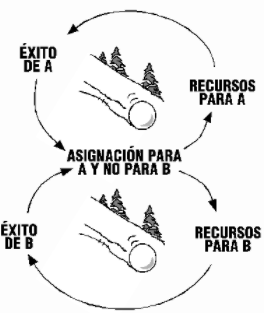 ÉXITO
DE A
RECURSOS
PARA A
ASIGNACIÓN PARA
A Y NO PARA B
ÉXITO
DE B
RECURSOS
PARA B